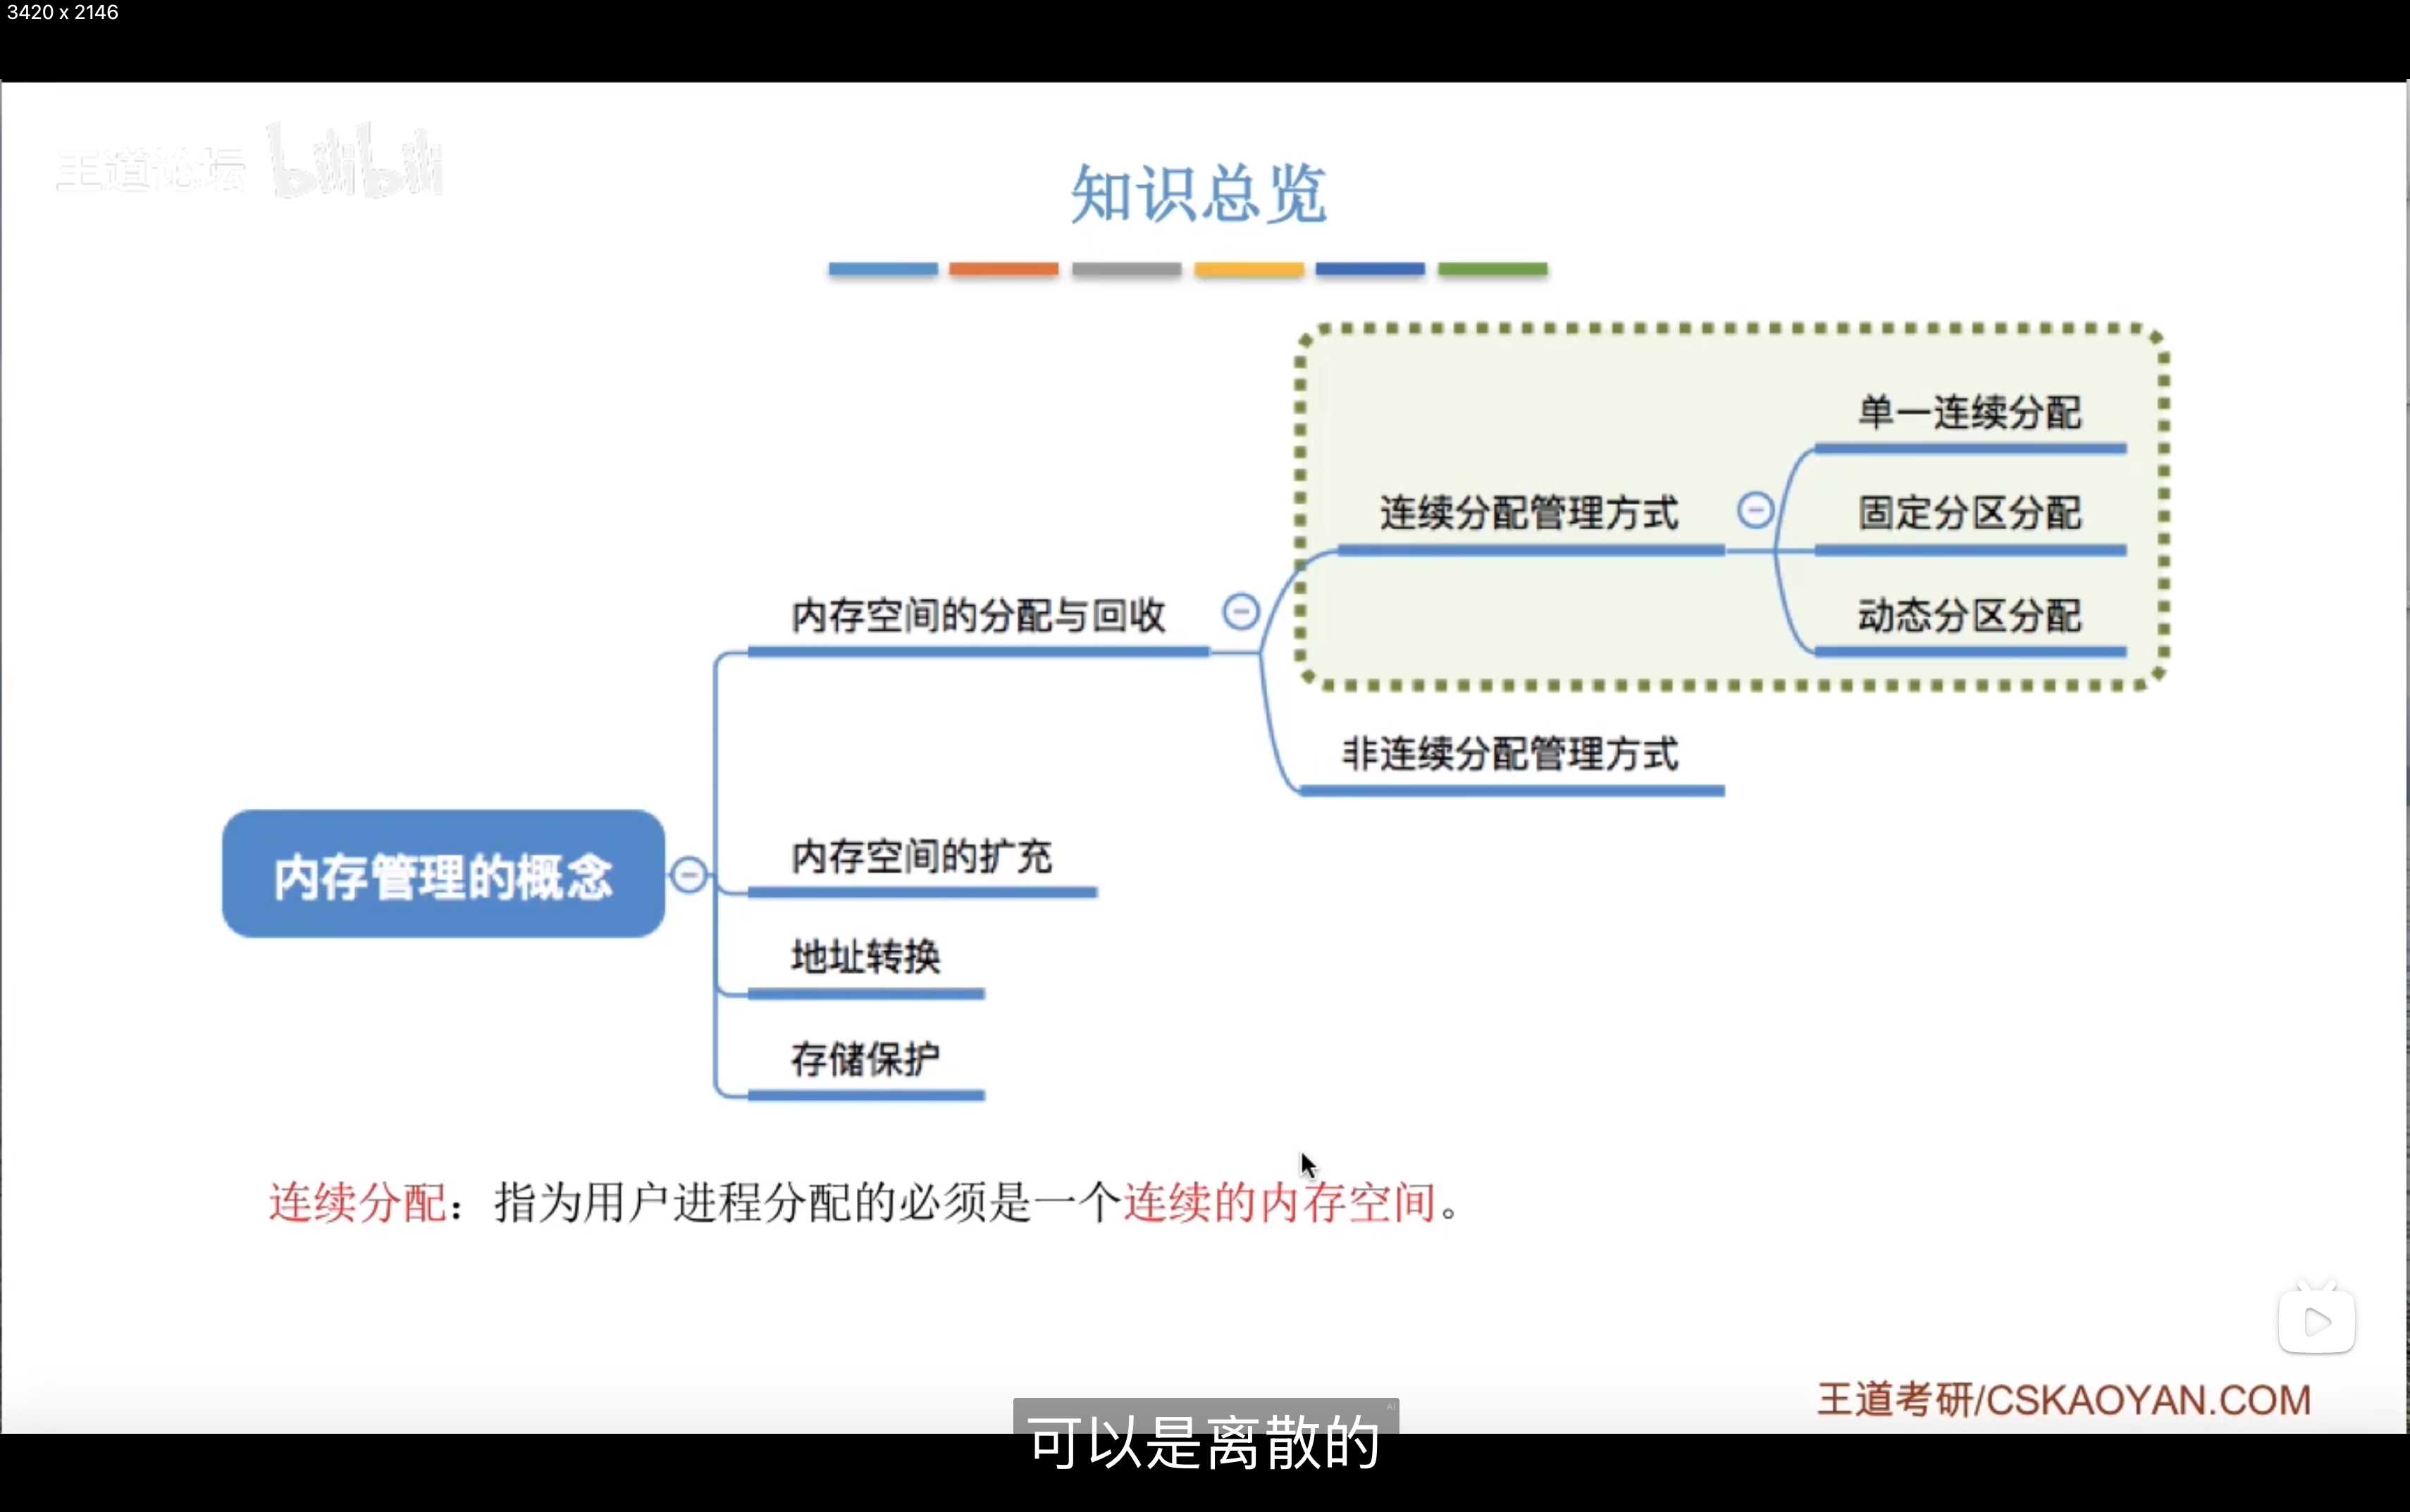 3420 x 2146
王道论坛 bilibili
知识总览
单一连续分配
连续分配管理方式
固定分区分配
内存空间的分配与回收
动态分区分配
非连续分配管理方式
内存管理的概念
内存空间的扩充
地址转换
存储保护
连续分配：指为用户进程分配的必须是一个连续的内存空间。
王道考研/CSKAOYAN.COM
AI
可以是离散的